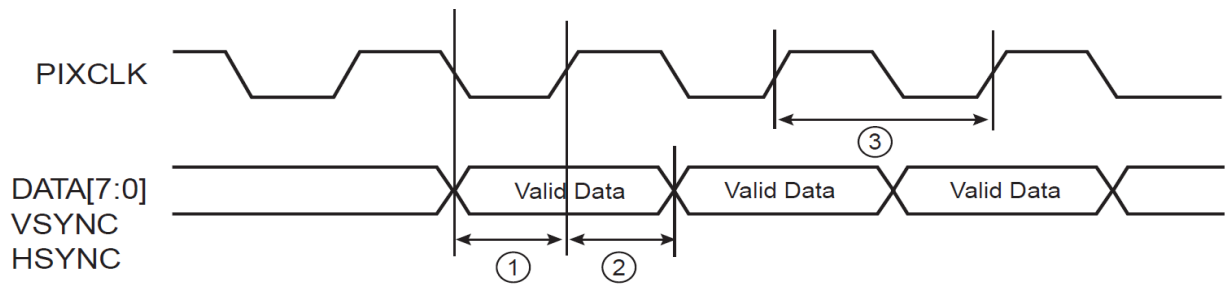 PIXCLK
③
DATA[7:0]
VSYNC
HSYNC
Valid Data
Valid Data
Valid Data
①
②